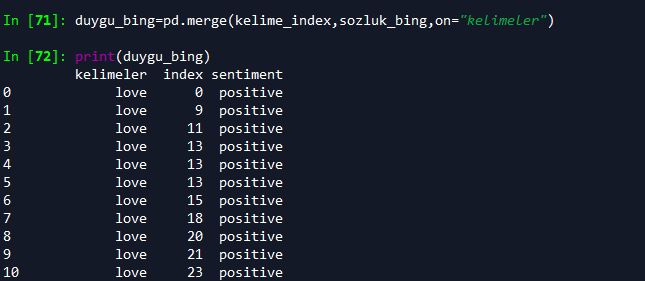 In [71]: duygu_bing=pd.merge(kelime_index,sozluk_bing,on="kelimeler")
In [72]: print(duygu_bing)
kelimeler index sentiment
0 love 0 positive
1 love 9 positive
2 love 11 positive
3 love 13 positive
4 love 13 positive
5 love 13 positive
6 love 15 positive
7 love 18 positive
8 love 20 positive
9 love 21 positive
10 love 23 positive